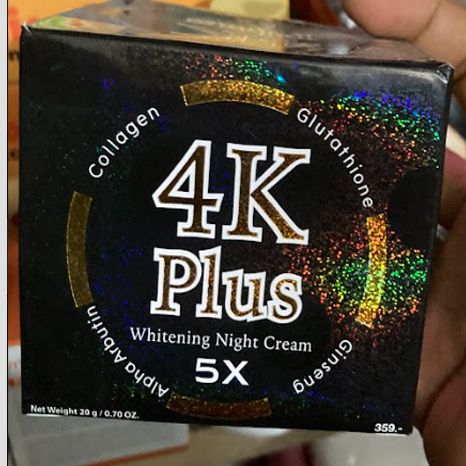 Collagen
Glutathione
4K
Plus
Whitening Night Cream
5X
Alpha Arbutin
Ginseng
Net Weight 20 g / 0.70 OZ.
359.-